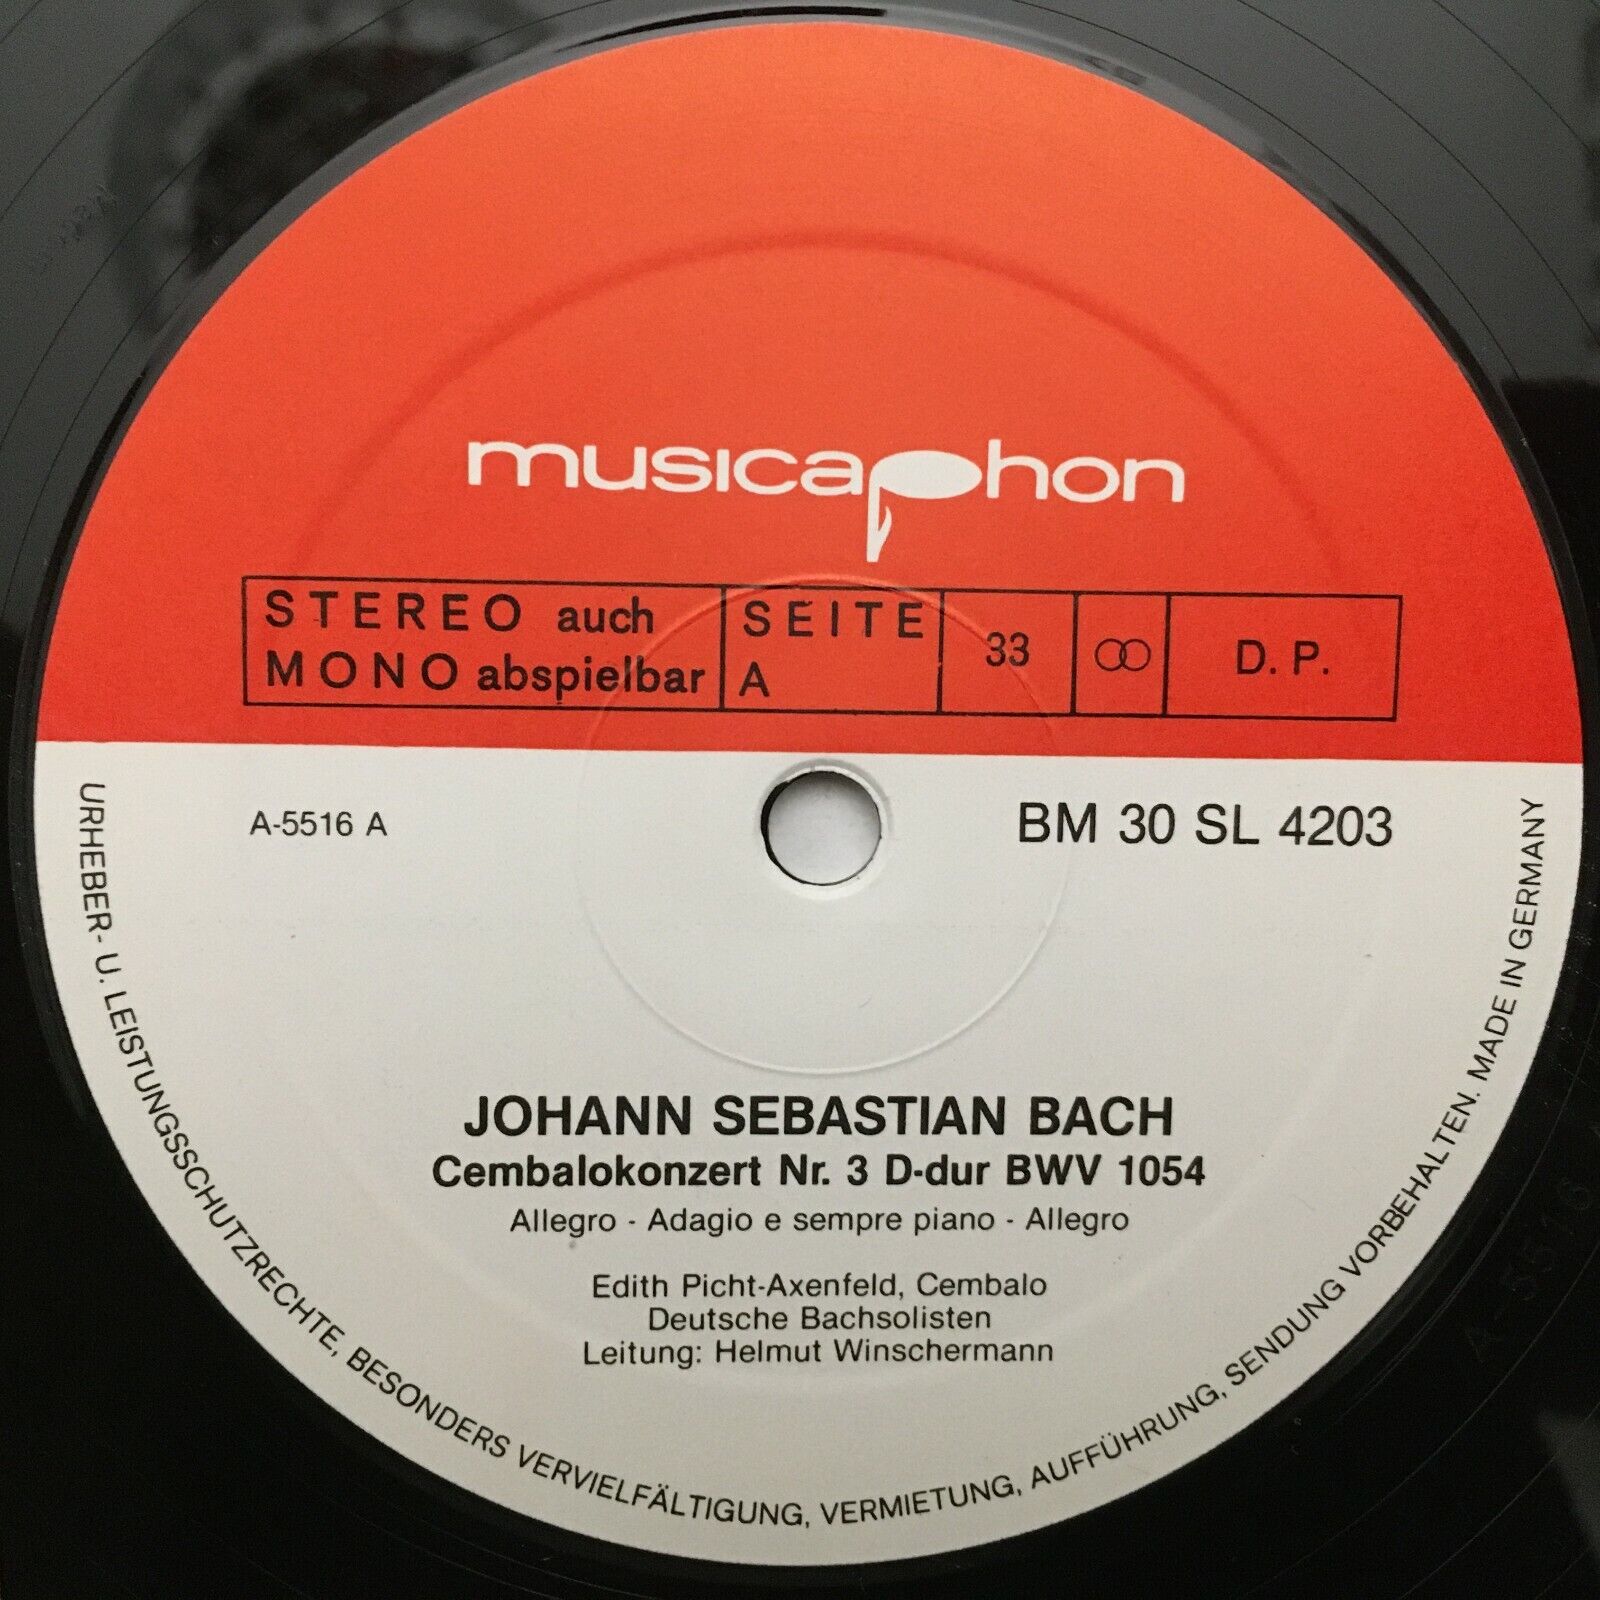 musicaphon
STEREO auch
MONO abspielbar
SEITE
A
33
D. P.
A-5516 A
BM 30 SL 4203
JOHANN SEBASTIAN BACH
Cembalokonzert Nr. 3 D-dur BWV 1054
Allegro - Adagio e sempre piano - Allegro
Edith Picht-Axenfeld, Cembalo
Deutsche Bachsolisten
Leitung: Helmut Winschermann
URHEBER- U. LEISTUNGSSCHUTZRECHTE, BESONDERS VERVIELFÄLTIGUNG, VERMIETUNG, AUFFÜHRUNG, SENDUNG VORBEHALTEN. MADE IN GERMANY